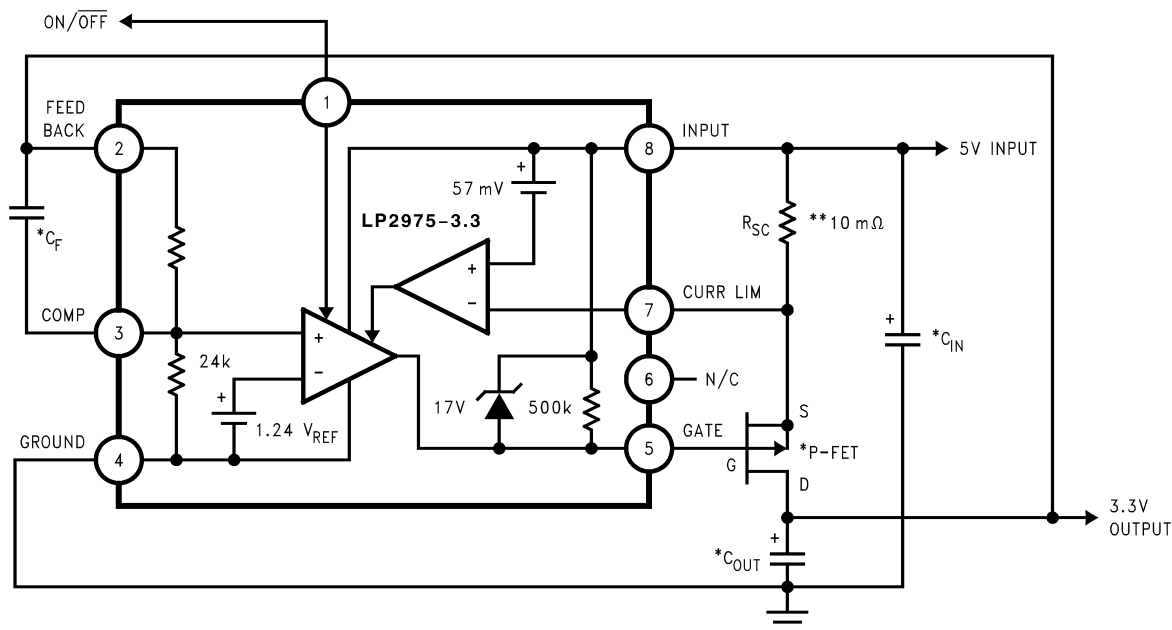 ON/OFF
1
FEED
BACK
2
INPUT
8
5V INPUT
+
57 mV
LP2975-3.3
R_SC
**10 mΩ
*C_F
+
-
CURR LIM
7
COMP
3
+
*C_IN
24k
+
-
6
N/C
17V
500k
+
1.24 V_REF
S
GROUND
4
GATE
5
*P-FET
G
D
3.3V
OUTPUT
+
*C_OUT